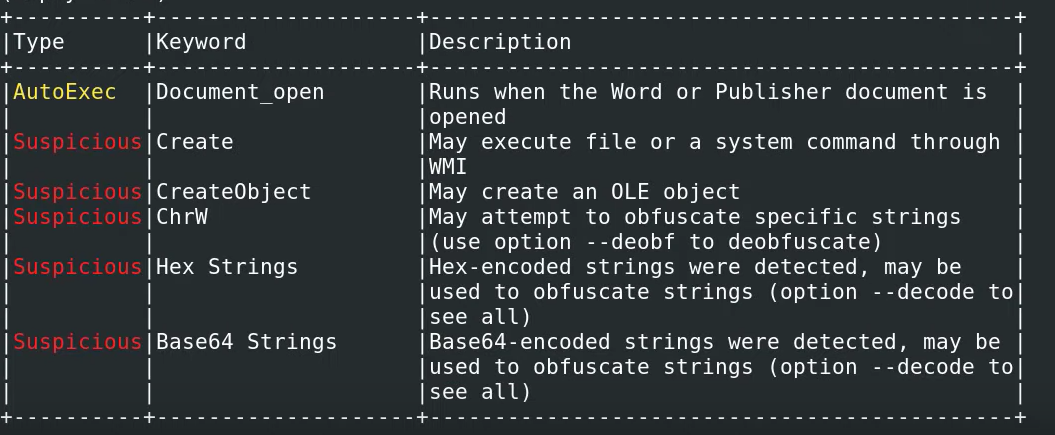 +----------+--------------------+---------------------------------------------+
|Type      |Keyword             |Description                                  |
+----------+--------------------+---------------------------------------------+
|AutoExec  |Document_open       |Runs when the Word or Publisher document is  |
|          |                    |opened                                       |
|Suspicious|Create              |May execute file or a system command through |
|          |                    |WMI                                          |
|Suspicious|CreateObject        |May create an OLE object                     |
|Suspicious|ChrW                |May attempt to obfuscate specific strings    |
|          |                    |(use option --deobf to deobfuscate)          |
|Suspicious|Hex Strings         |Hex-encoded strings were detected, may be    |
|          |                    |used to obfuscate strings (option --decode to|
|          |                    |see all)                                     |
|Suspicious|Base64 Strings      |Base64-encoded strings were detected, may be |
|          |                    |used to obfuscate strings (option --decode to|
|          |                    |see all)                                     |
+----------+--------------------+---------------------------------------------+